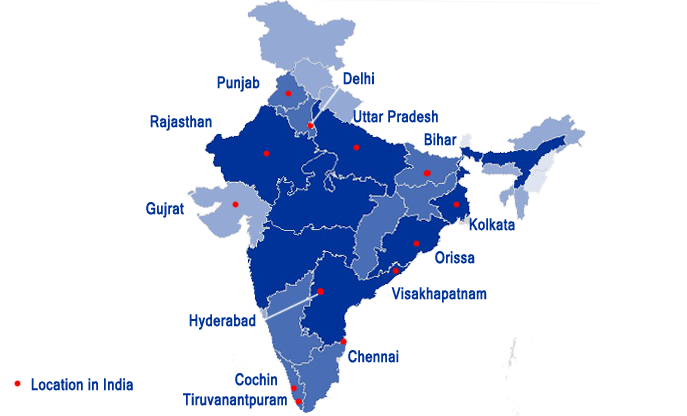 Delhi
Punjab
Uttar Pradesh
Rajasthan
Bihar
Gujrat
Kolkata
Orissa
Visakhapatnam
Hyderabad
Chennai
Cochin
Location in India
Tiruvanantpuram